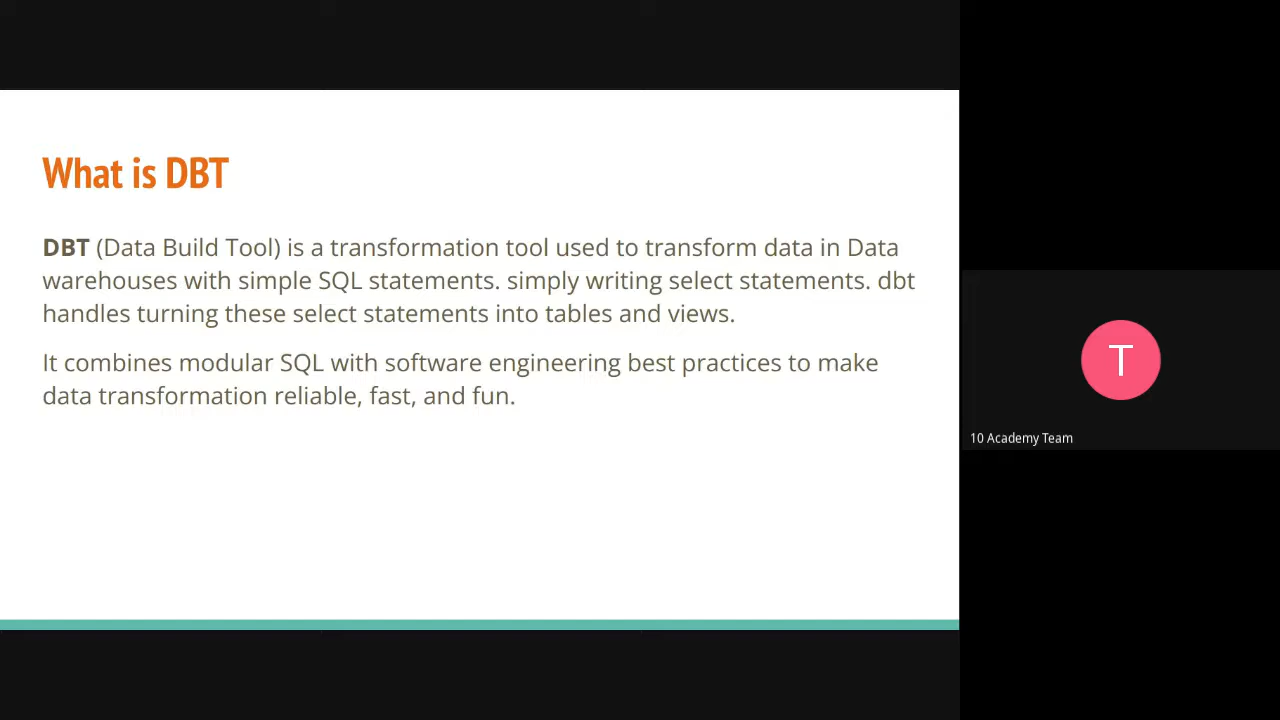 What is DBT
DBT (Data Build Tool) is a transformation tool used to transform data in Data
warehouses with simple SQL statements. simply writing select statements. dbt
handles turning these select statements into tables and views.
It combines modular SQL with software engineering best practices to make
data transformation reliable, fast, and fun.
T
10 Academy Team